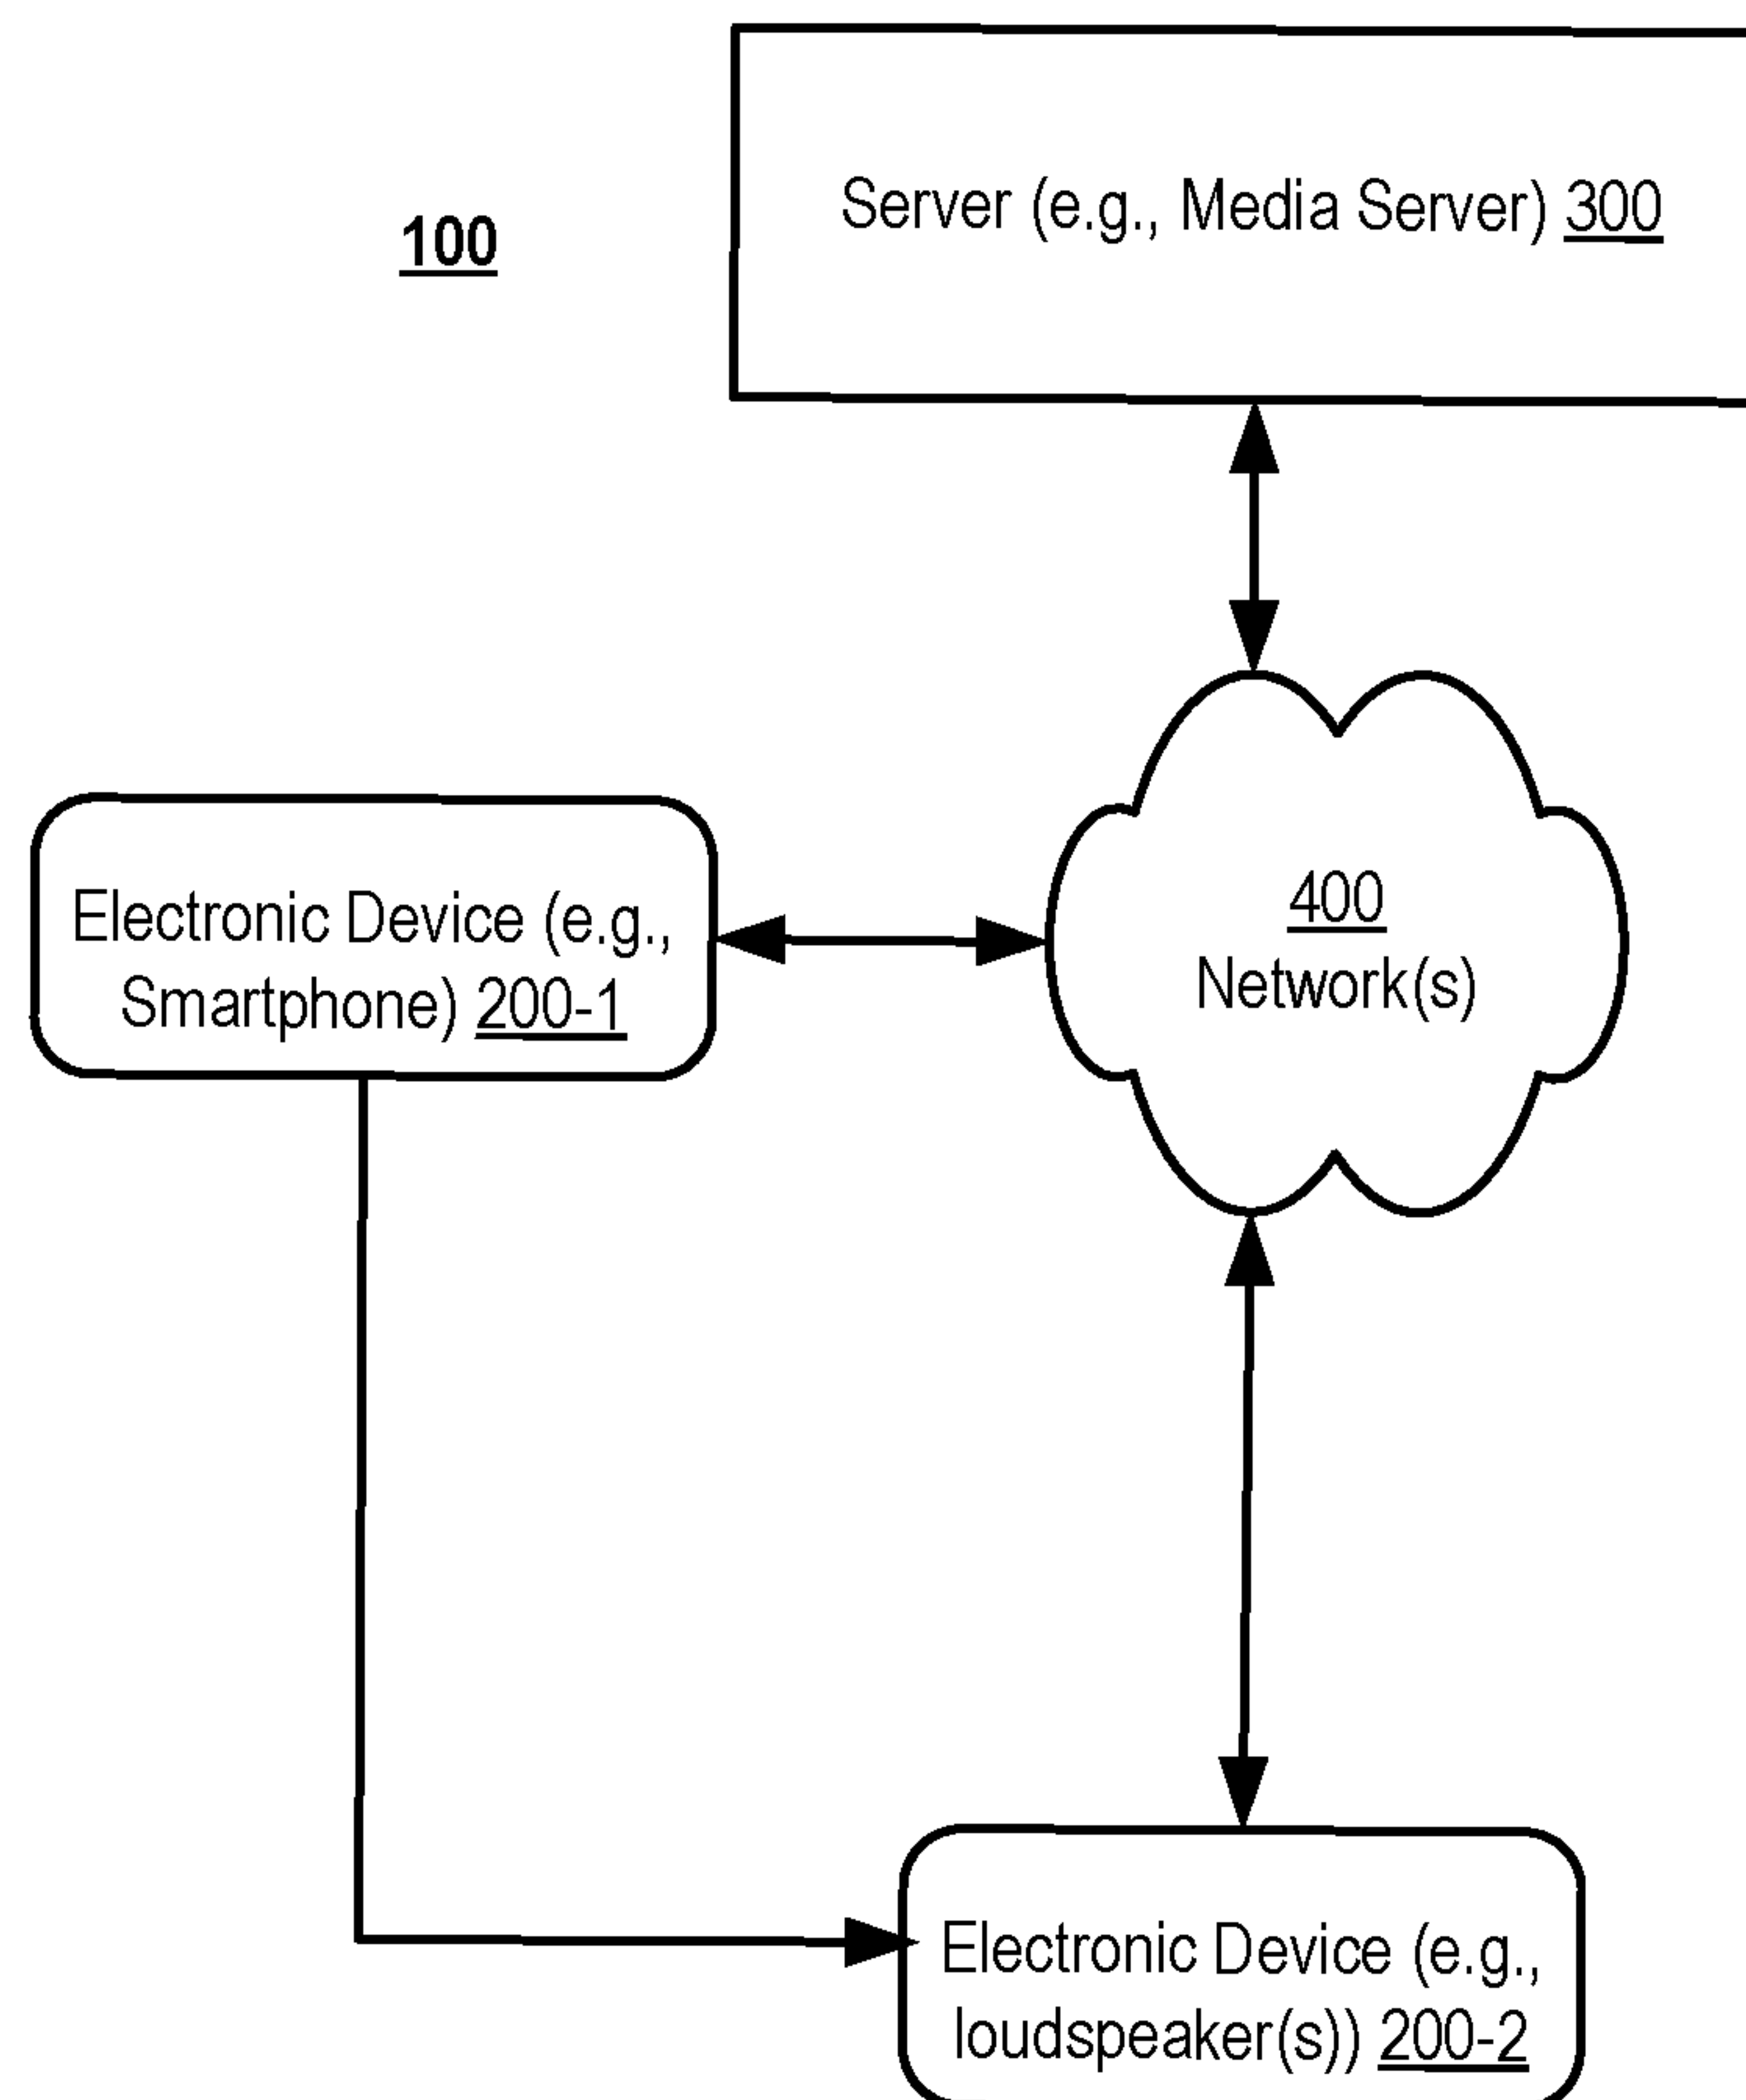 Server (e.g., Media Server) 300
100
400
Network(s)
Electronic Device (e.g.,
Smartphone) 200-1
Electronic Device (e.g.,
loudspeaker(s)) 200-2